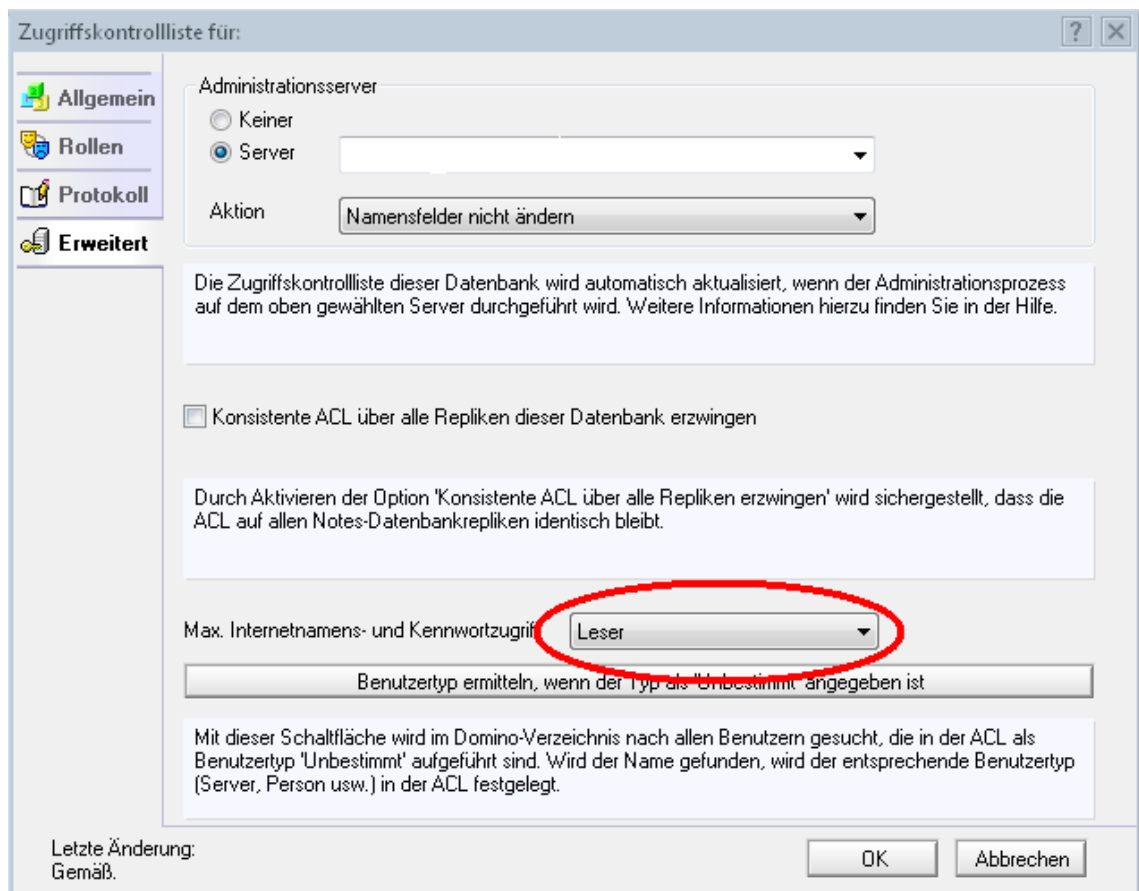 Zugriffskontrollliste für:
Allgemein
Rollen
Protokoll
Erweitert
Administrationsserver
Keiner
Server
Aktion
Namensfelder nicht ändern
Die Zugriffskontrollliste dieser Datenbank wird automatisch aktualisiert, wenn der Administrationsprozess
auf dem oben gewählten Server durchgeführt wird. Weitere Informationen hierzu finden Sie in der Hilfe.
Konsistente ACL über alle Repliken dieser Datenbank erzwingen
Durch Aktivieren der Option 'Konsistente ACL über alle Repliken erzwingen' wird sichergestellt, dass die
ACL auf allen Notes-Datenbankrepliken identisch bleibt.
Max. Internetnamens- und Kennwortzugriff Leser
Benutzertyp ermitteln, wenn der Typ als 'Unbestimmt' angegeben ist
Mit dieser Schaltfläche wird im Domino-Verzeichnis nach allen Benutzern gesucht, die in der ACL als
Benutzertyp 'Unbestimmt' aufgeführt sind. Wird der Name gefunden, wird der entsprechende Benutzertyp
(Server, Person usw.) in der ACL festgelegt.
Letzte Änderung:
Gemäß.
OK
Abbrechen